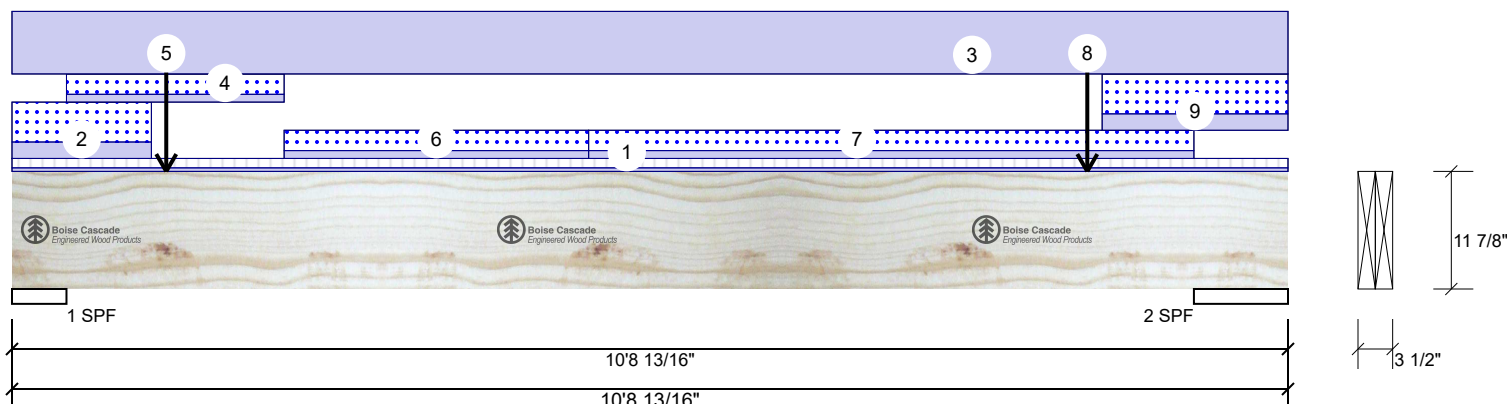 5
3
8
4
9
2
6
7
1
Boise Cascade
Engineered Wood Products
Boise Cascade
Engineered Wood Products
Boise Cascade
Engineered Wood Products
11 7/8"
1 SPF
2 SPF
10'8 13/16"
3 1/2"
10'8 13/16"